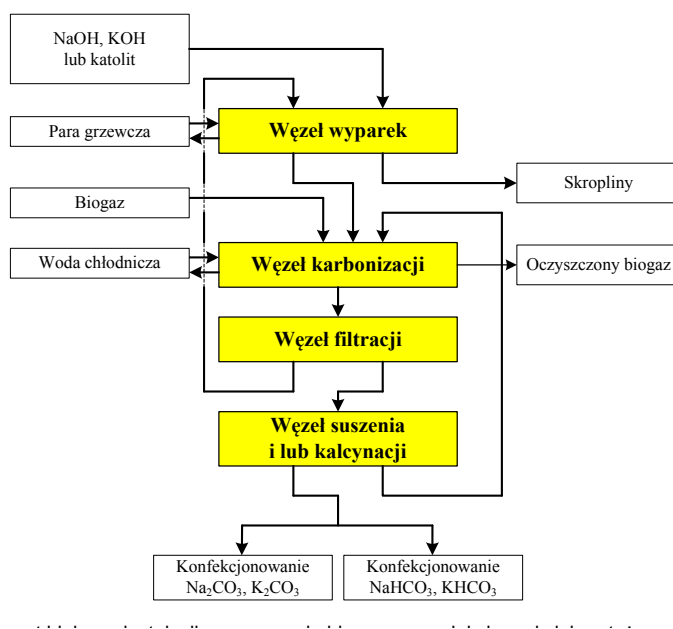 NaOH, KOH
lub katolit
Węzeł wyparek
Para grzewcza
Skropliny
Biogaz
Węzeł karbonizacji
Woda chłodnicza
Oczyszczony biogaz
Węzeł filtracji
Węzeł suszenia
i lub kalcynacji
Konfekcjonowanie
Na₂CO₃, K₂CO₃
Konfekcjonowanie
NaHCO₃, KHCO₃